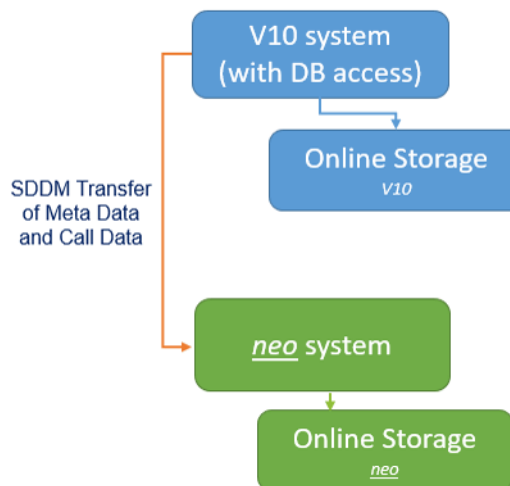 V10 system
(with DB access)
Online Storage
V10
SDDM Transfer
of Meta Data
and Call Data
neo system
Online Storage
neo